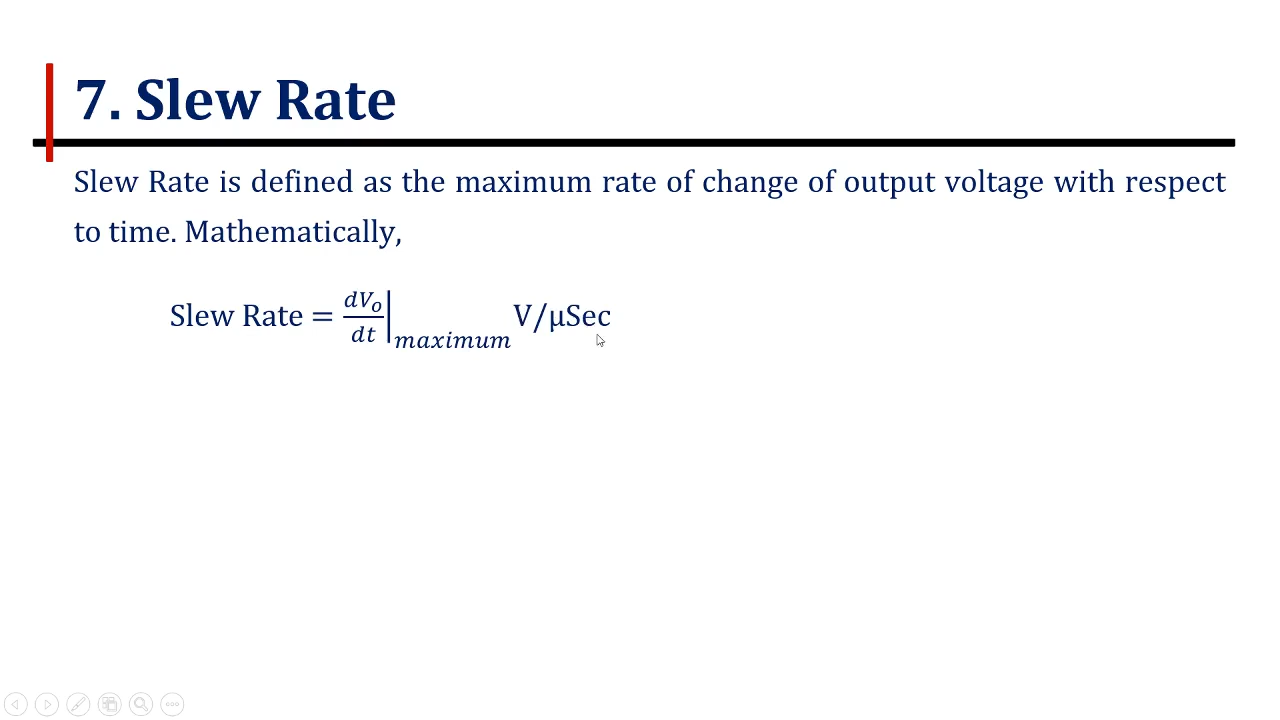 7. Slew Rate
Slew Rate is defined as the maximum rate of change of output voltage with respect
to time. Mathematically,
Slew Rate = dVo/dt|maximum V/μSec